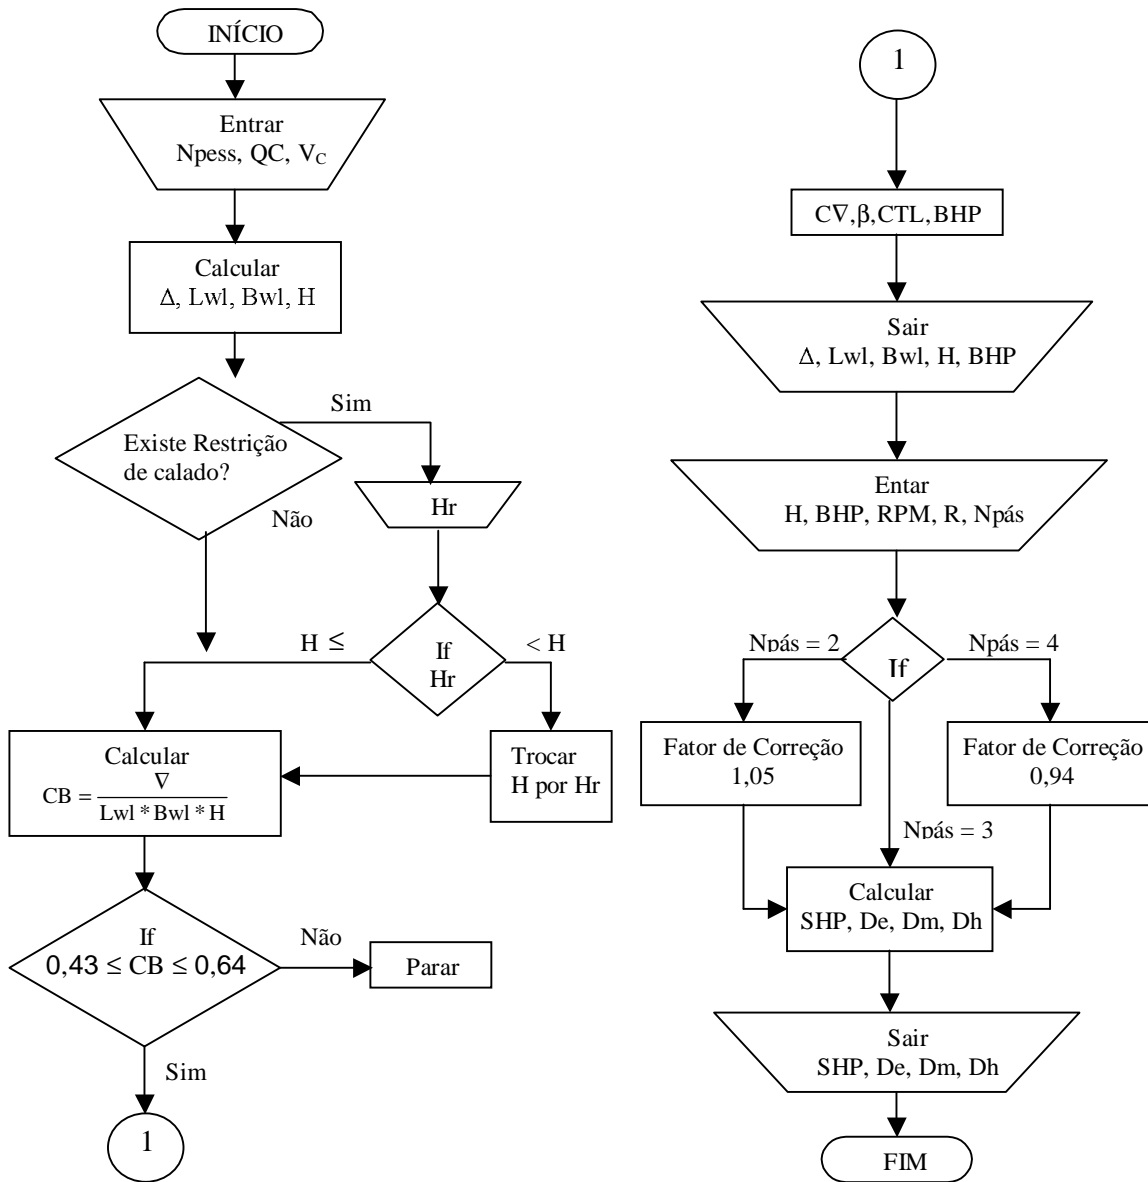 INÍCIO
Entrar
Npess, QC, VC
Calcular
Δ, Lwl, Bwl, H
Sim
Existe Restrição
de calado?
Não
Hr
H ≤
If
Hr
< H
Calcular
CB = ∇
Lwl * Bwl * H
Trocar
H por Hr
If
0,43 ≤ CB ≤ 0,64
Não
Parar
Sim
1
1
C∇,β,CTL,BHP
Sair
Δ, Lwl, Bwl, H, BHP
Entar
H, BHP, RPM, R, Npás
Npás = 2
If
Npás = 4
Fator de Correção
1,05
Fator de Correção
0,94
Npás = 3
Calcular
SHP, De, Dm, Dh
Sair
SHP, De, Dm, Dh
FIM